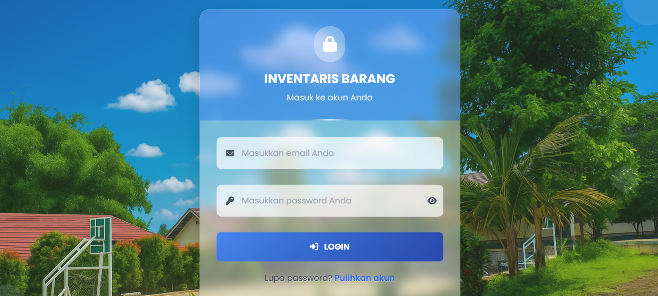 INVENTARIS BARANG
Masuk ke akun Anda
Masukkan email Anda
Masukkan password Anda
LOGIN
Lupa password? Pulihkan akun